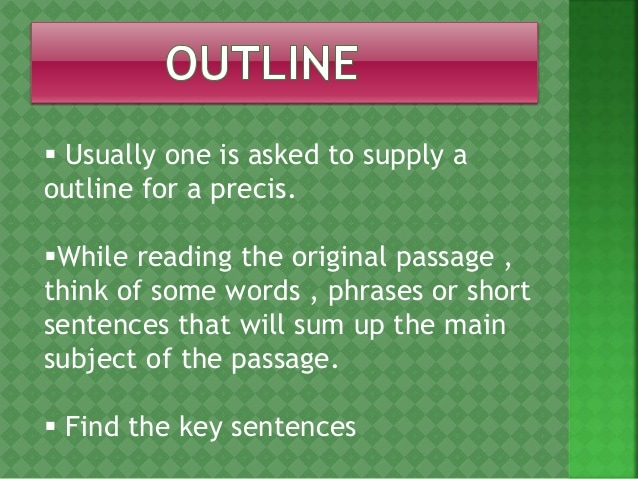 OUTLINE
▪ Usually one is asked to supply a
outline for a precis.
▪While reading the original passage ,
think of some words , phrases or short
sentences that will sum up the main
subject of the passage.
▪ Find the key sentences